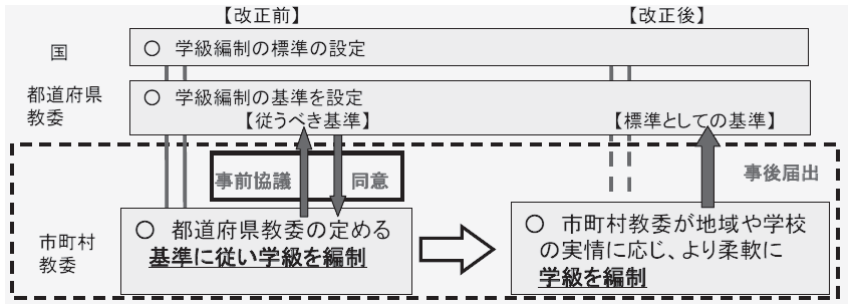 【改正前】
【改正後】
国
○ 学級編制の標準の設定
都道府県
教委
○ 学級編制の基準を設定
【従うべき基準】
【標準としての基準】
事前協議
同意
事後届出
市町村
教委
○ 都道府県教委の定める
基準に従い学級を編制
○ 市町村教委が地域や学校
の実情に応じ、より柔軟に
学級を編制